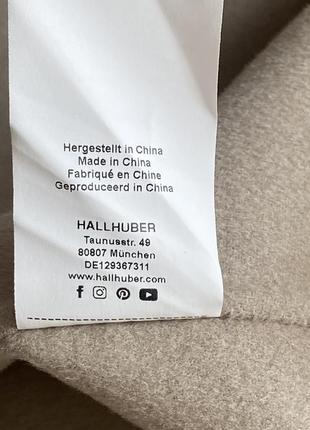 Hergestellt in China
Made in China
Fabriqué en Chine
Geproduceerd in China
HALLHUBER
Taunusstr. 49
80807 München
DE129367311
www.hallhuber.com